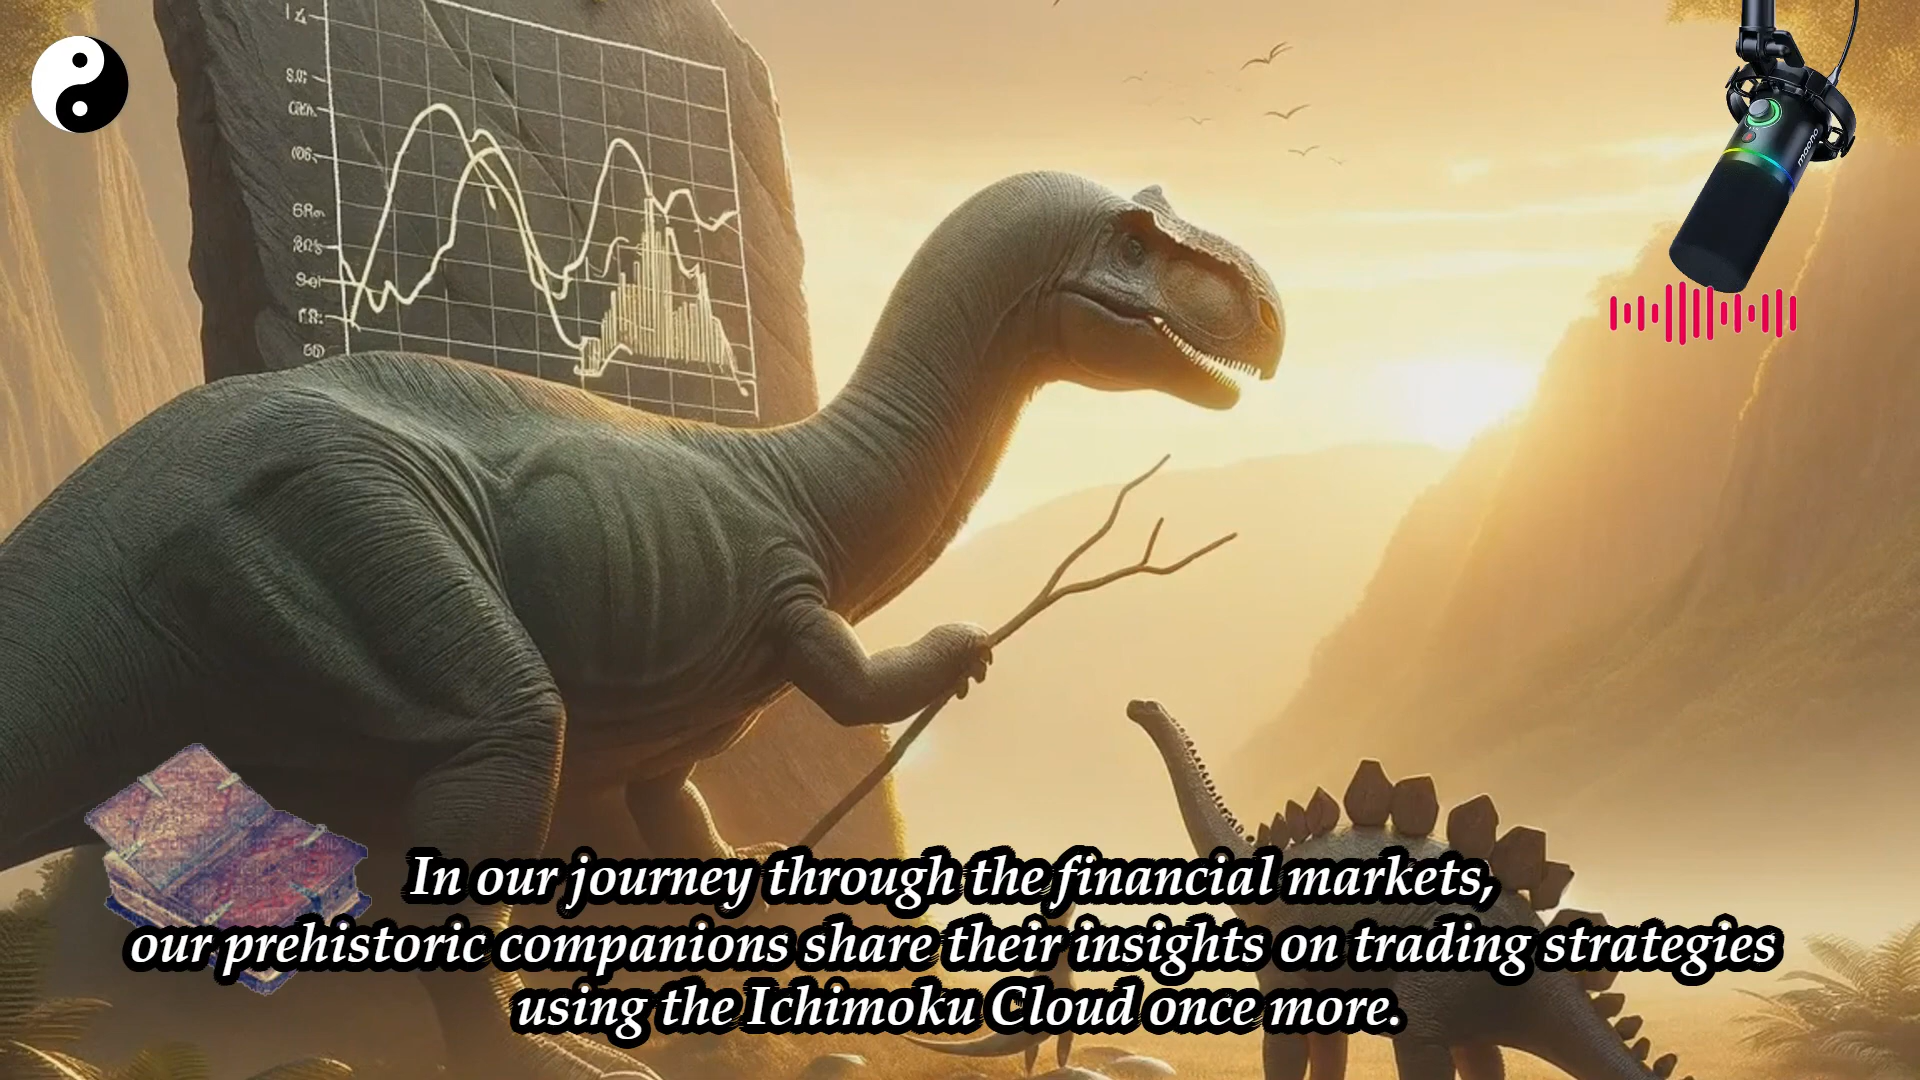 maono
In our journey through the financial markets,
our prehistoric companions share their insights on trading strategies
using the Ichimoku Cloud once more.